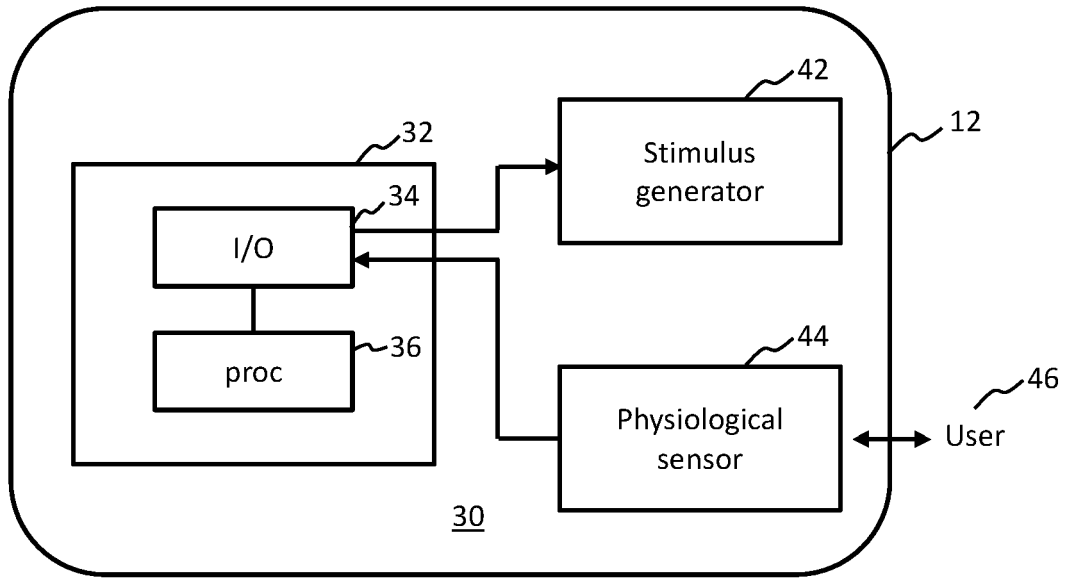 42
12
Stimulus
generator
32
34
I/O
36
proc
44
46
Physiological
sensor
User
30